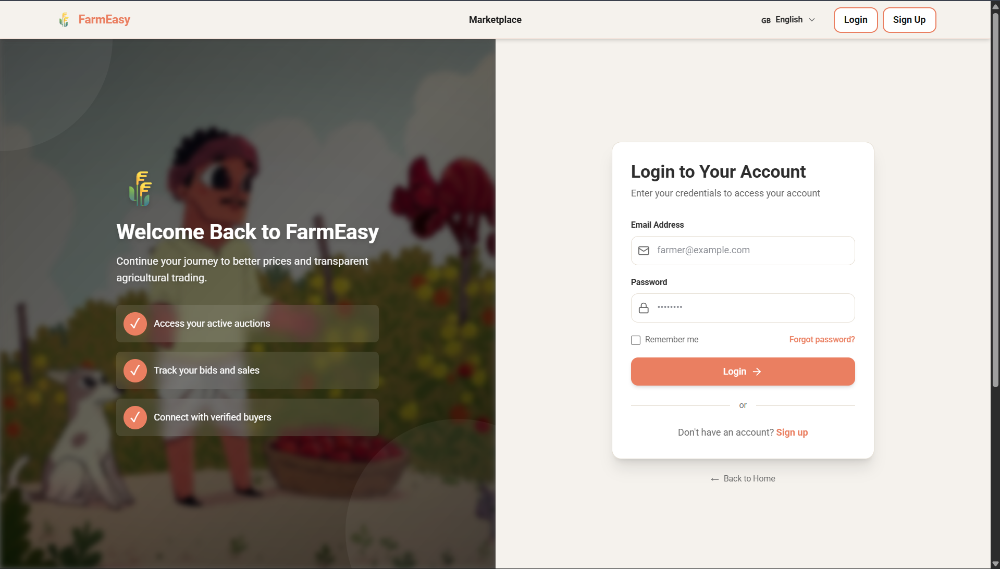 FarmEasy
Marketplace
GB English
Login
Sign Up
Welcome Back to FarmEasy
Continue your journey to better prices and transparent
agricultural trading.
Access your active auctions
Track your bids and sales
Connect with verified buyers
Login to Your Account
Enter your credentials to access your account
Email Address
farmer@example.com
Password
••••••••
Remember me
Forgot password?
Login →
or
Don't have an account? Sign up
← Back to Home